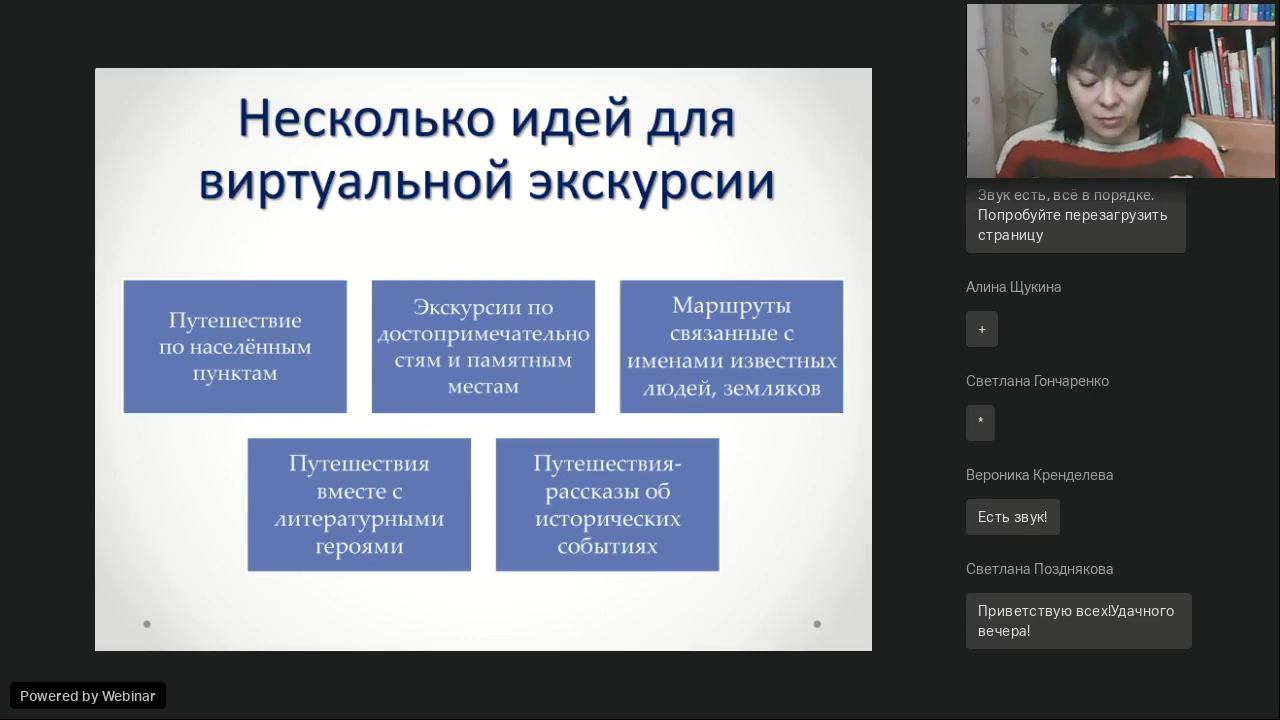 Несколько идей для
виртуальной экскурсии
Путешествие
по населённым
пунктам
Экскурсии по
достопримечательно
стям и памятным
местам
Маршруты
связанные с
именами известных
людей, земляков
Путешествия
вместе с
литературными
героями
Путешествия-
рассказы об
исторических
событиях
Звук есть, всё в порядке.
Попробуйте перезагрузить
страницу
Алина Щукина
+
Светлана Гончаренко
*
Вероника Кренделева
Есть звук!
Светлана Позднякова
Приветствую всех!Удачного
вечера!
Powered by Webinar